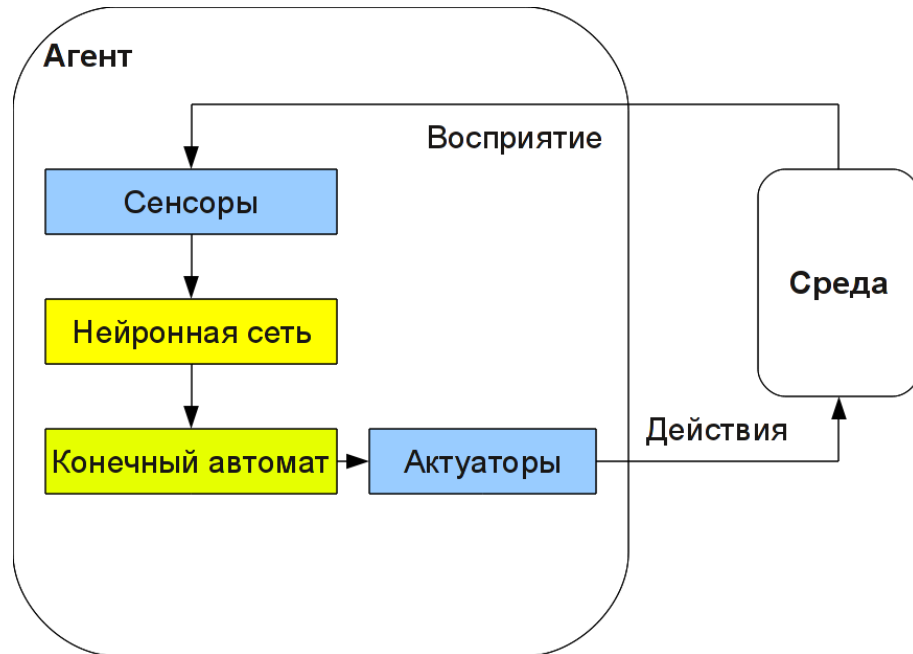 Агент
Восприятие
Сенсоры
Среда
Нейронная сеть
Действия
Конечный автомат
Актуаторы